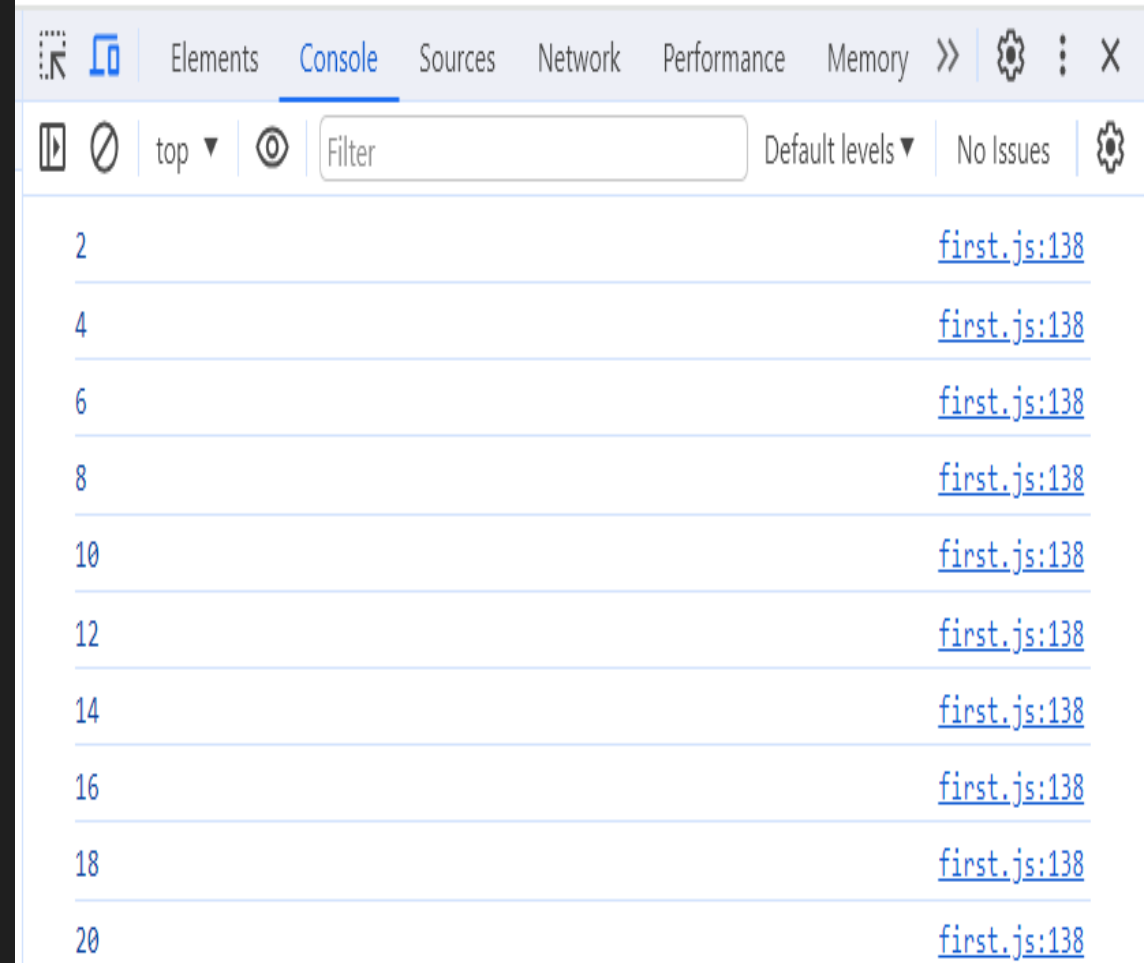 Elements Console Sources Network Performance Memory
top Filter Default levels No Issues
2 first.js:138
4 first.js:138
6 first.js:138
8 first.js:138
10 first.js:138
12 first.js:138
14 first.js:138
16 first.js:138
18 first.js:138
20 first.js:138